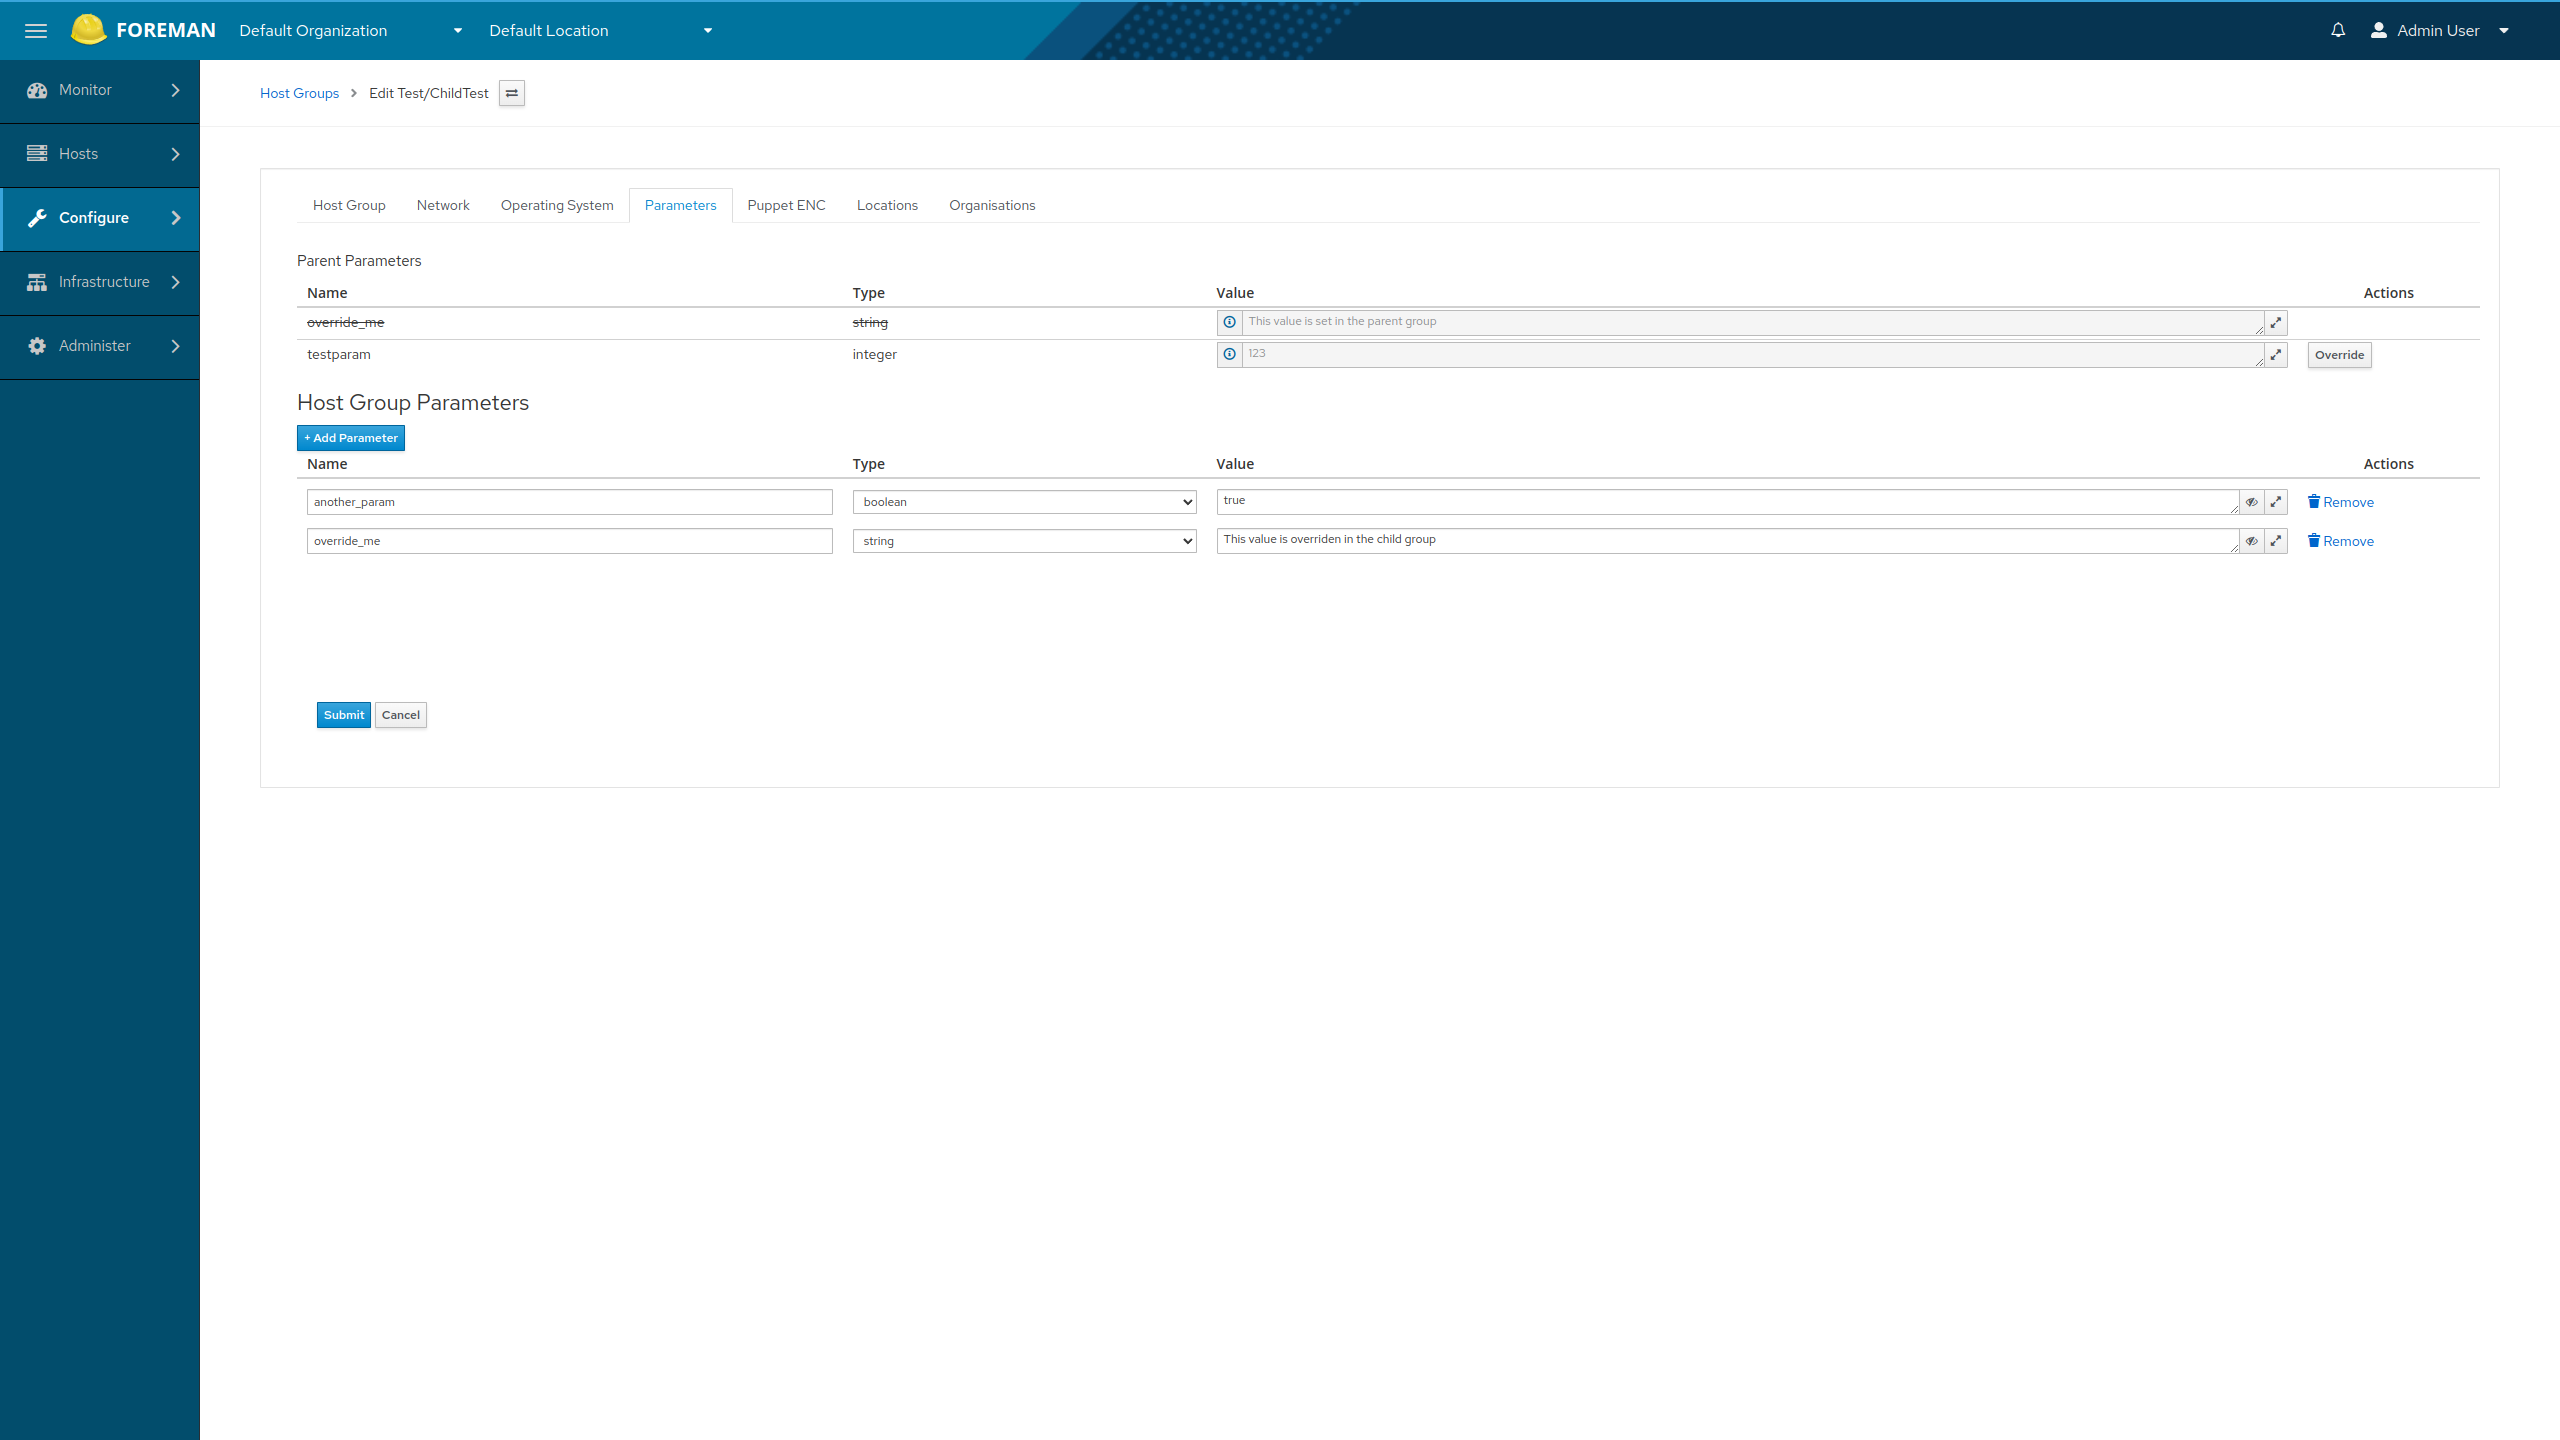 FOREMAN Default Organization Default Location Admin User
Monitor
Hosts
Configure
Infrastructure
Administer
Host Groups Edit Test/ChildTest
Host Group Network Operating System Parameters Puppet ENC Locations Organisations
Parent Parameters
Name Type Value Actions
override_me string This value is set in the parent group
testparam integer 123 Override
Host Group Parameters
+ Add Parameter
Name Type Value Actions
another_param boolean true Remove
override_me string This value is overriden in the child group Remove
Submit Cancel